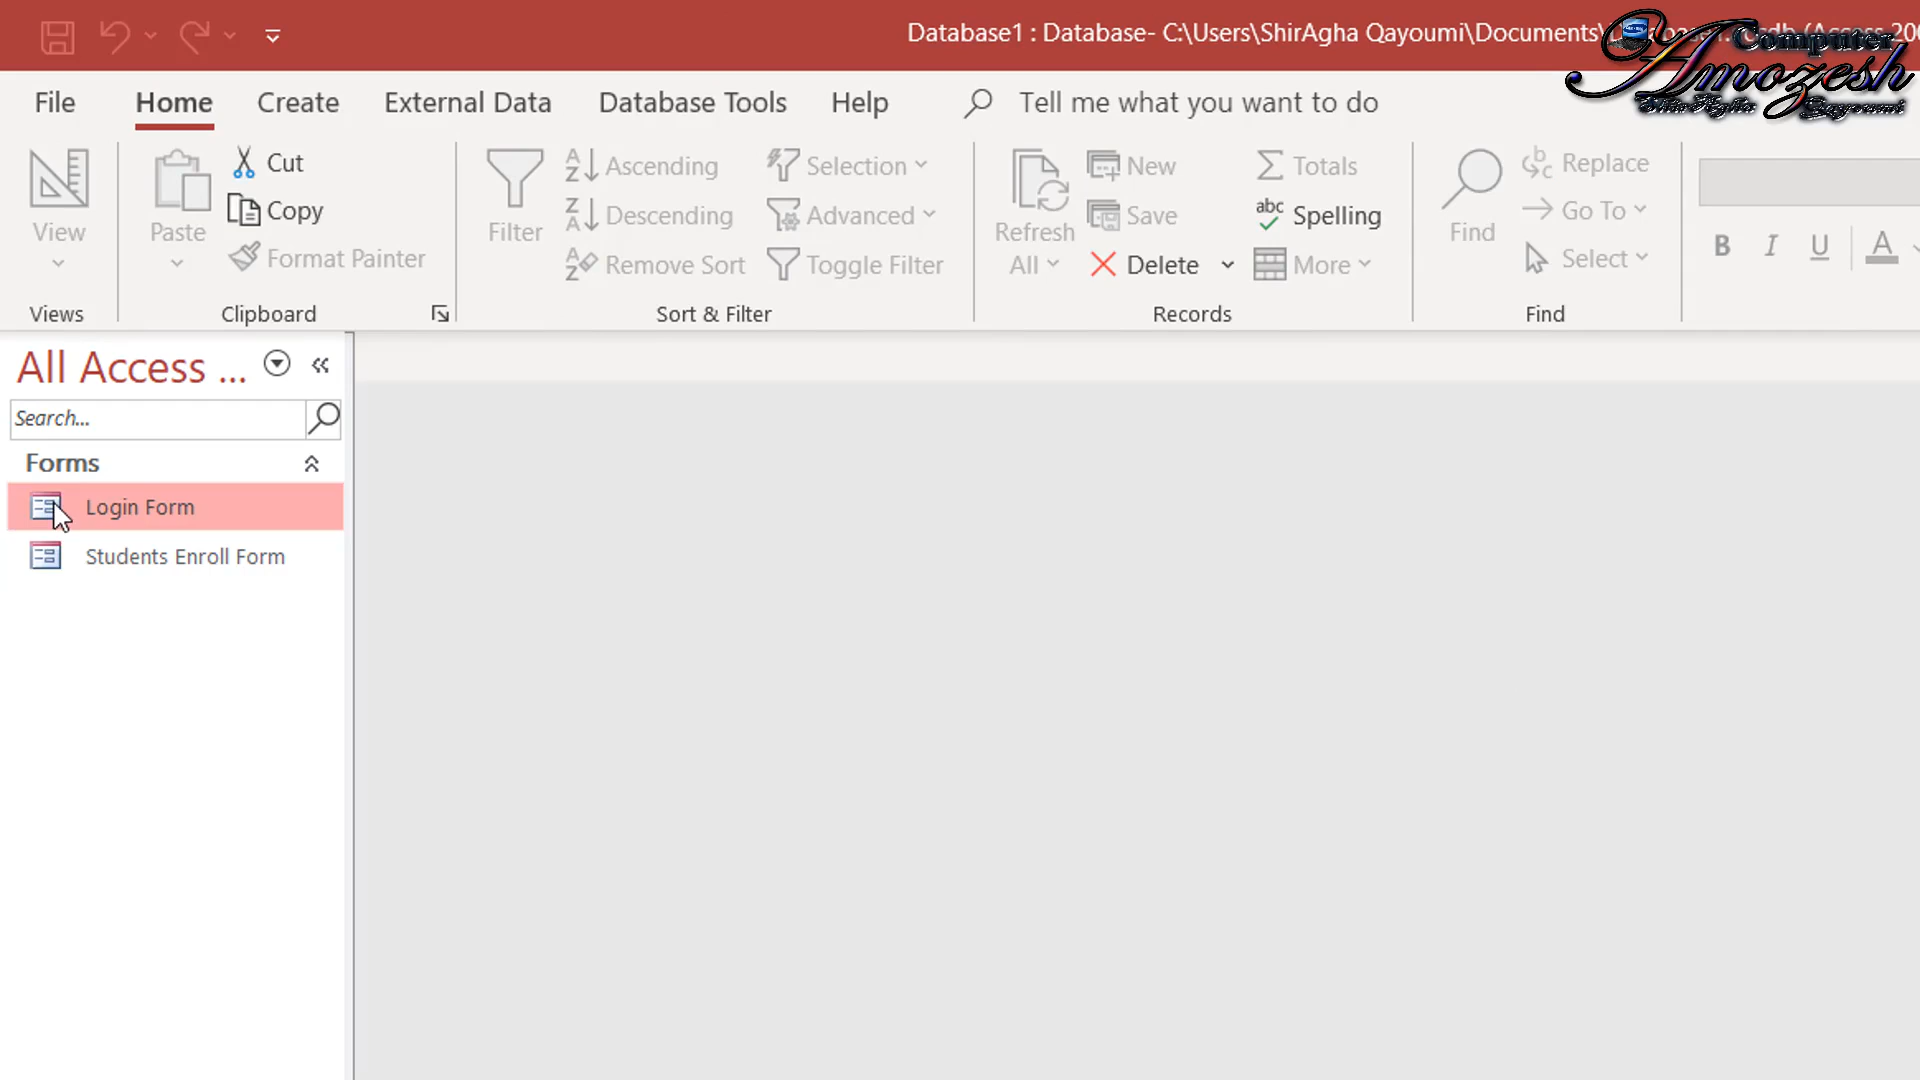 Database1 : Database- C:\Users\ShirAgha Qayoumi\Documents\
Computer
Amozesh
Qayoumi
File Home Create External Data Database Tools Help Tell me what you want to do
View
Paste
Cut
Copy
Format Painter
Filter
Ascending
Descending
Remove Sort
Selection
Advanced
Toggle Filter
Refresh
All
New
Save
Delete
Totals
Spelling
More
Find
Replace
Go To
Select
B I U A
Views Clipboard Sort & Filter Records Find
All Access ...
Search...
Forms
Login Form
Students Enroll Form